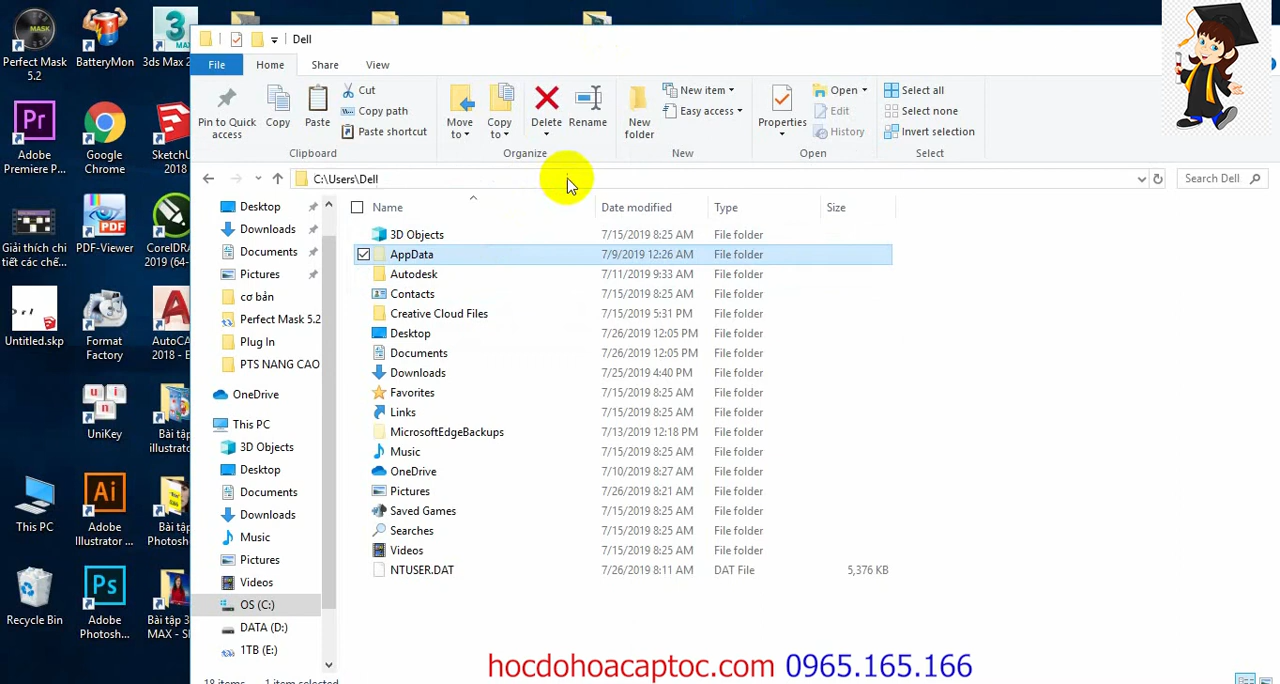 Dell
File
Home
Share
View
Pin to Quick access
Copy
Paste
Cut
Copy path
Paste shortcut
Clipboard
Move to
Copy to
Delete
Rename
Organize
New folder
New item
Easy access
New
Properties
Open
Edit
History
Open
Select all
Select none
Invert selection
Select
C:\Users\Dell
Search Dell
Name
Date modified
Type
Size
3D Objects 7/15/2019 8:25 AM File folder
AppData 7/9/2019 12:26 AM File folder
Autodesk 7/11/2019 9:33 AM File folder
Contacts 7/15/2019 8:25 AM File folder
Creative Cloud Files 7/15/2019 5:31 PM File folder
Desktop 7/26/2019 12:05 PM File folder
Documents 7/26/2019 12:05 PM File folder
Downloads 7/25/2019 4:40 PM File folder
Favorites 7/15/2019 8:25 AM File folder
Links 7/15/2019 8:25 AM File folder
MicrosoftEdgeBackups 7/13/2019 12:18 PM File folder
Music 7/15/2019 8:25 AM File folder
OneDrive 7/10/2019 8:27 AM File folder
Pictures 7/26/2019 8:21 AM File folder
Saved Games 7/15/2019 8:25 AM File folder
Searches 7/15/2019 8:25 AM File folder
Videos 7/15/2019 8:25 AM File folder
NTUSER.DAT 7/26/2019 8:11 AM DAT File 5,376 KB
Desktop
Downloads
Documents
Pictures
cơ bản
Perfect Mask 5.2
Plug In
PTS NANG CAO
OneDrive
This PC
3D Objects
Desktop
Documents
Downloads
Music
Pictures
Videos
OS (C:)
DATA (D:)
1TB (E:)
18 items
1 item selected
MASK
Perfect Mask 5.2
BatteryMon
3
MAX
3ds Max 2
Pr
Adobe Premiere P...
Google Chrome
SketchU
2018
Giải thích chi tiết các chế...
PDF
PDF-Viewer
CorelDRA
2019 (64-
Untitled.skp
Format Factory
AutoCA
2018 - E
UniKey
Bài tậ
illustrator
This PC
Ai
Adobe Illustrator ...
Bài tậ
Photosh
Recycle Bin
Ps
Adobe Photosh...
Bài tập 3
MAX - S
hocdohoacaptoc.com 0965.165.166